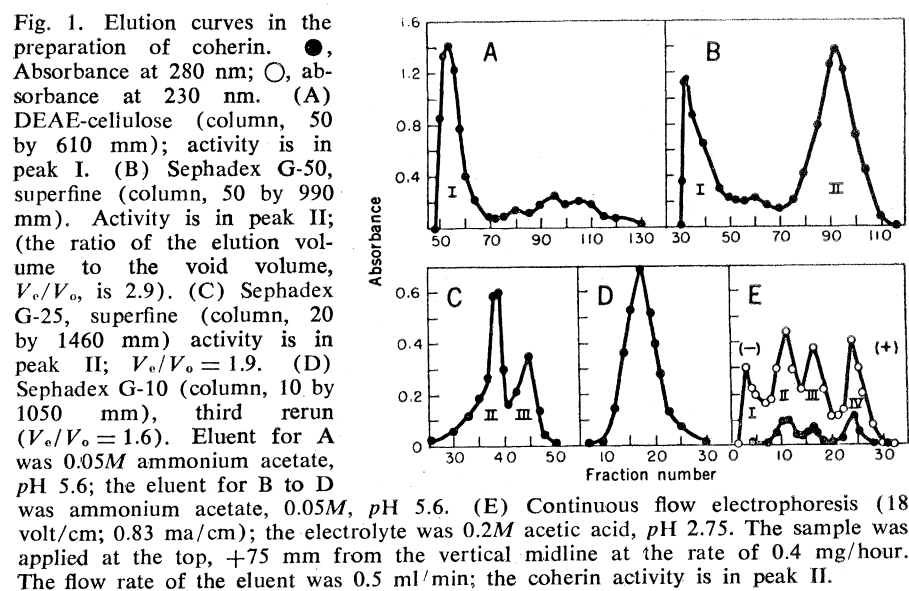 Fig. 1. Elution curves in the
preparation of coherin. ●,
Absorbance at 280 nm; ○, ab-
sorbance at 230 nm. (A)
DEAE-cellulose (column, 50
by 610 mm); activity is in
peak I. (B) Sephadex G-50,
superfine (column, 50 by 990
mm). Activity is in peak II;
(the ratio of the elution vol-
ume to the void volume,
Ve/Vo, is 2.9). (C) Sephadex
G-25, superfine (column, 20
by 1460 mm) activity is in
peak II; Ve/Vo = 1.9. (D)
Sephadex G-10 (column, 10 by
1050 mm), third rerun
(Ve/Vo = 1.6). Eluent for A
was 0.05M ammonium acetate,
pH 5.6; the eluent for B to D
was ammonium acetate, 0.05M, pH 5.6. (E) Continuous flow electrophoresis (18
volt/cm; 0.83 ma/cm); the electrolyte was 0.2M acetic acid, pH 2.75. The sample was
applied at the top, +75 mm from the vertical midline at the rate of 0.4 mg/hour.
The flow rate of the eluent was 0.5 ml/min; the coherin activity is in peak II.
Absorbance
1.6
1.2
0.8
0.4
A
I
50 70 90 110 130
B
I II
30 50 70 90 110
0.6
0.4
0.2
0
C
II III
30 40 50
D
10 20 30
E
(-) (+)
I II III IV
0 10 20 30
Fraction number